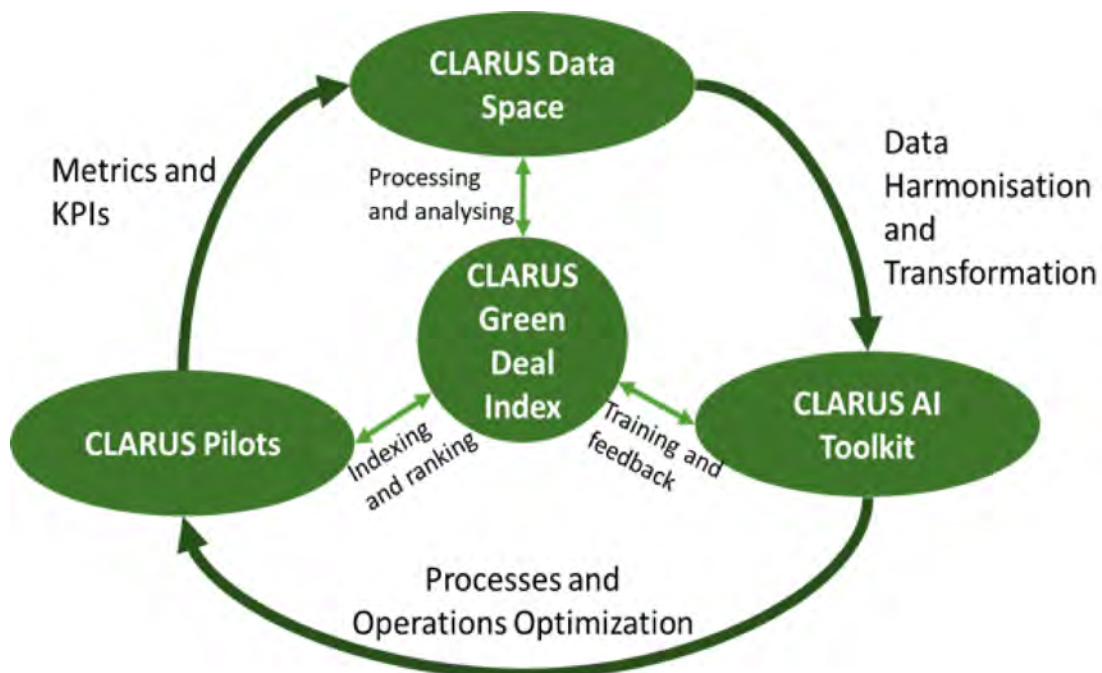 CLARUS Data
Space
Metrics and
KPIs
Processing
and analysing
Data
Harmonisation
and
Transformation
CLARUS
Green
Deal
Index
CLARUS Pilots
Indexing
and ranking
Training and
feedback
CLARUS AI
Toolkit
Processes and
Operations Optimization